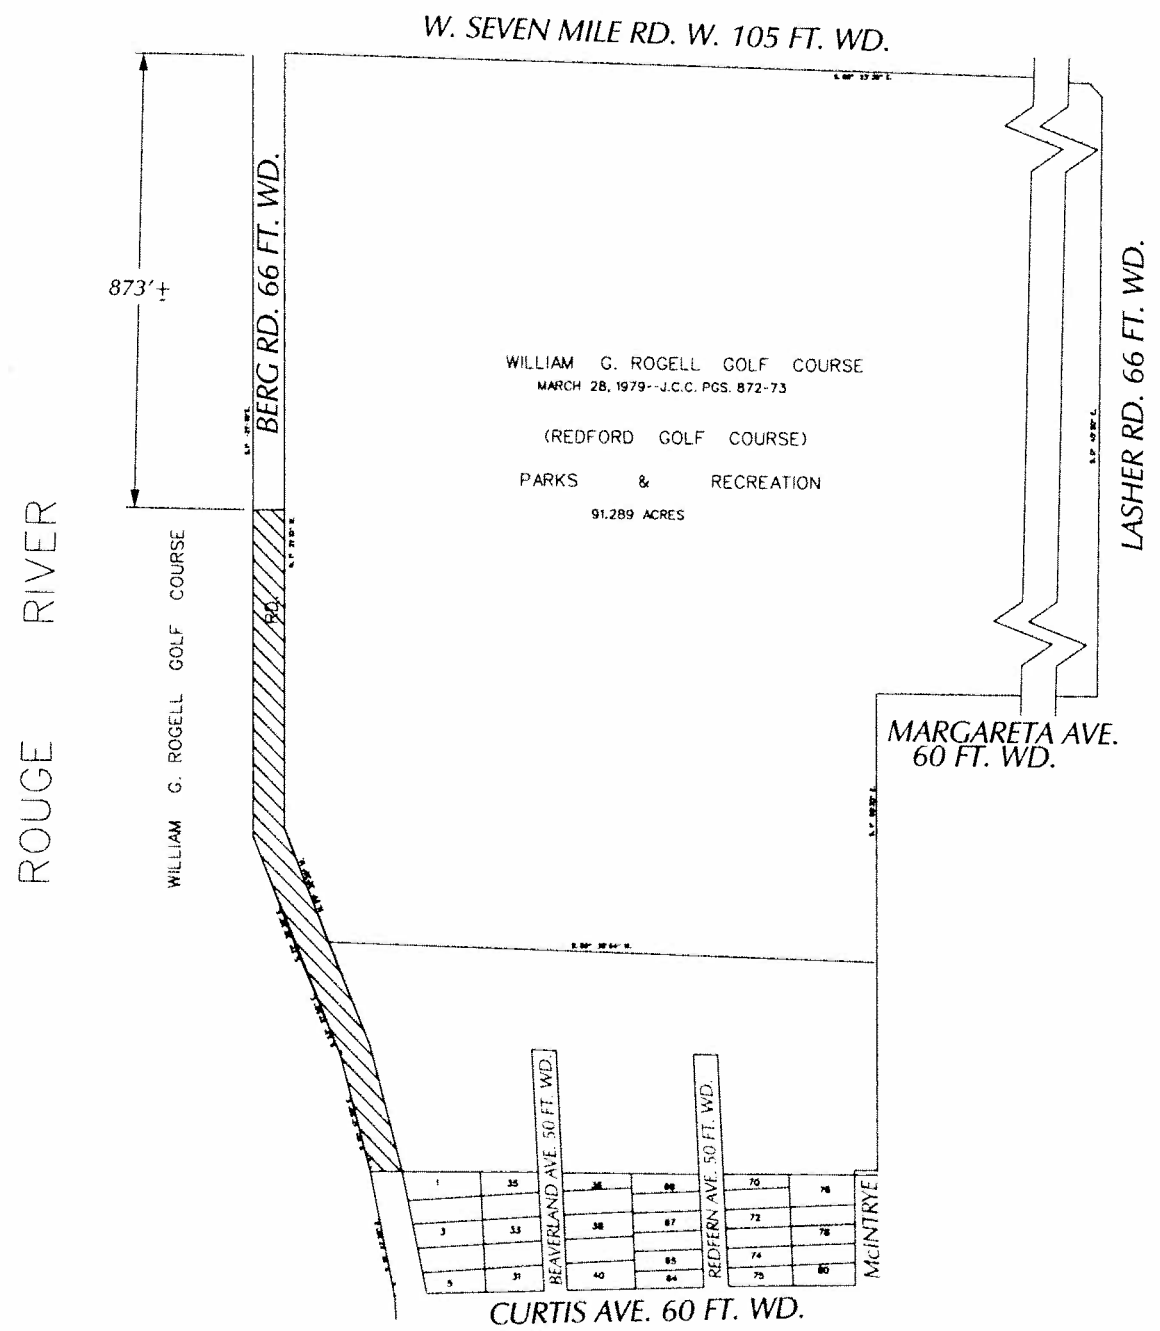 W. SEVEN MILE RD. W. 105 FT. WD.
BERG RD. 66 FT. WD.
873'±
LASHER RD. 66 FT. WD.
WILLIAM G. ROGELL GOLF COURSE
MARCH 28, 1979--J.C.C. PGS. 872-73
(REDFORD GOLF COURSE)
PARKS & RECREATION
91.289 ACRES
ROUGE RIVER
WILLIAM G. ROGELL GOLF COURSE
RD.
MARGARETA AVE.
60 FT. WD.
BEAVERLAND AVE. 50 FT. WD.
REDFERN AVE. 50 FT. WD.
McINTRYE
1 35 36 70
3 33 38 87 72 78
74
5 31 40 75 80
CURTIS AVE. 60 FT. WD.